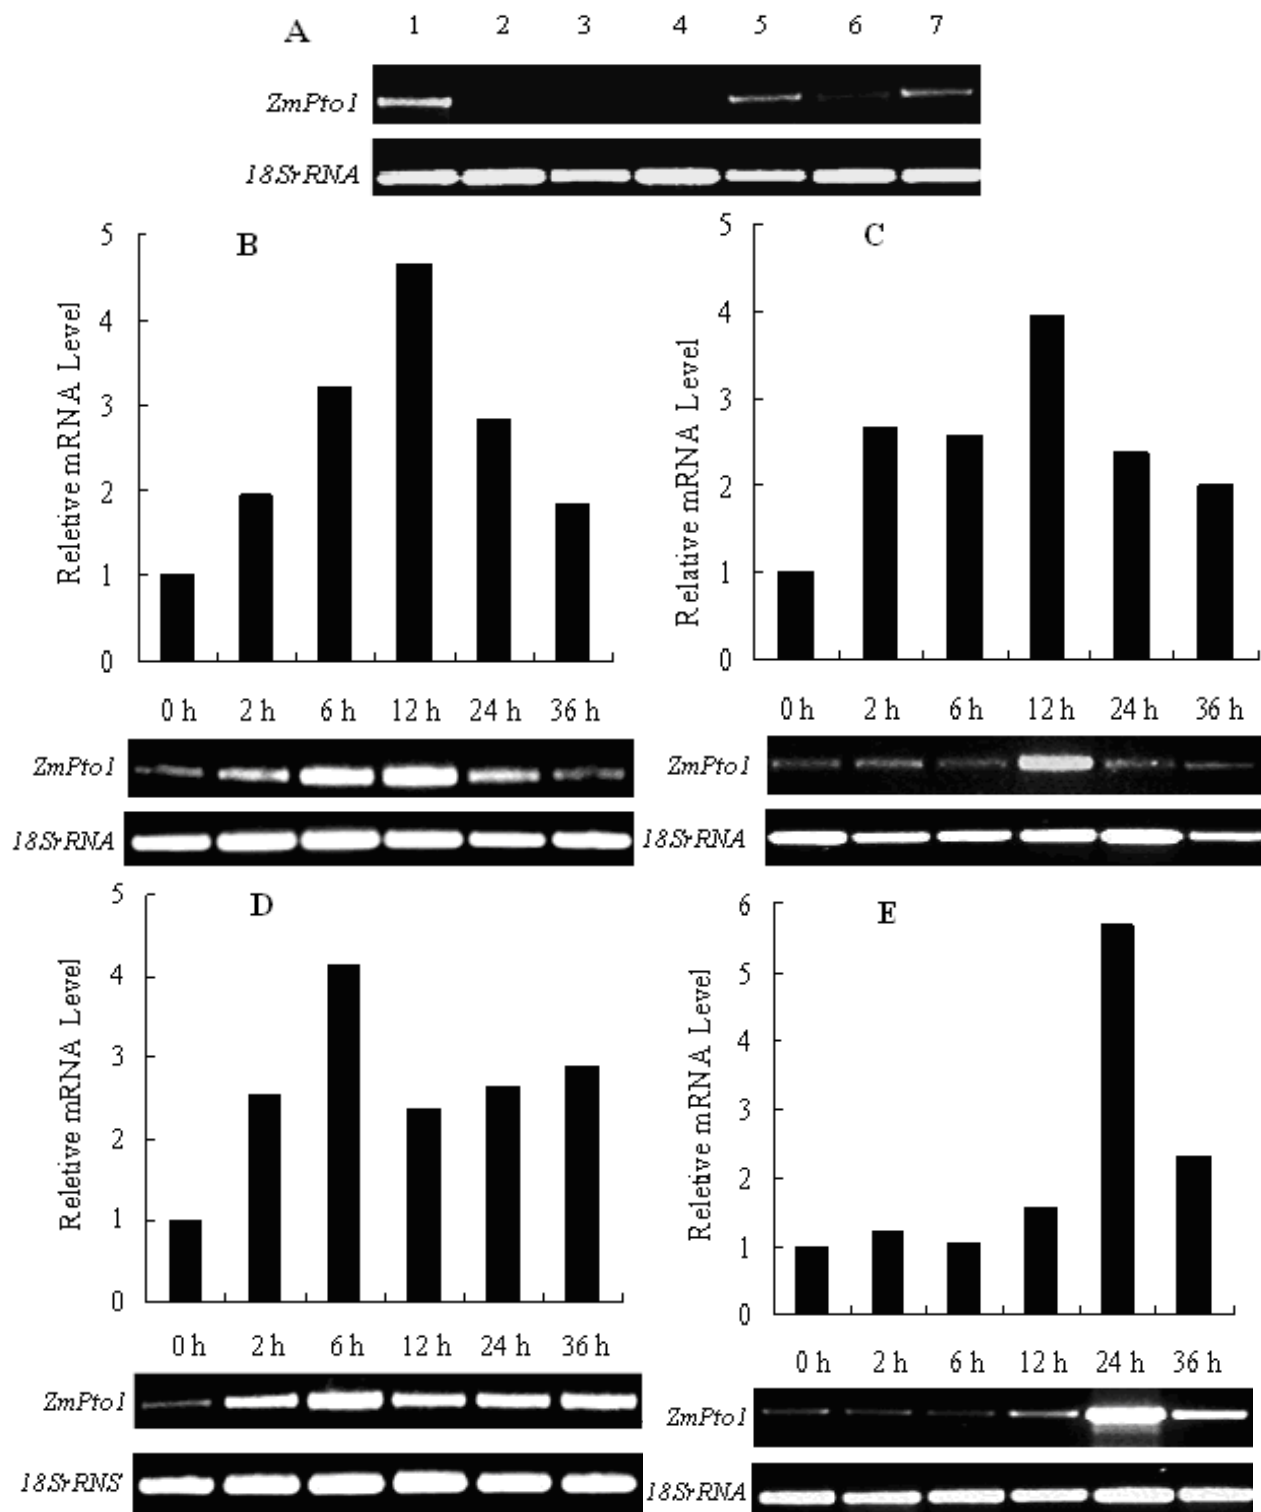 A 1 2 3 4 5 6 7
ZmPto1
18SrRNA
B
Reletive mRNA Level
5
4
3
2
1
0
0 h 2 h 6 h 12 h 24 h 36 h
ZmPto1
18SrRNA
C
Relative mRNA Level
5
4
3
2
1
0
0 h 2 h 6 h 12 h 24 h 36 h
ZmPto1
18SrRNA
D
Reletive mRNA Level
5
4
3
2
1
0
0 h 2 h 6 h 12 h 24 h 36 h
ZmPto1
18SrRNS
E
Reletive mRNA Level
6
5
4
3
2
1
0
0 h 2 h 6 h 12 h 24 h 36 h
ZmPto1
18SrRNA